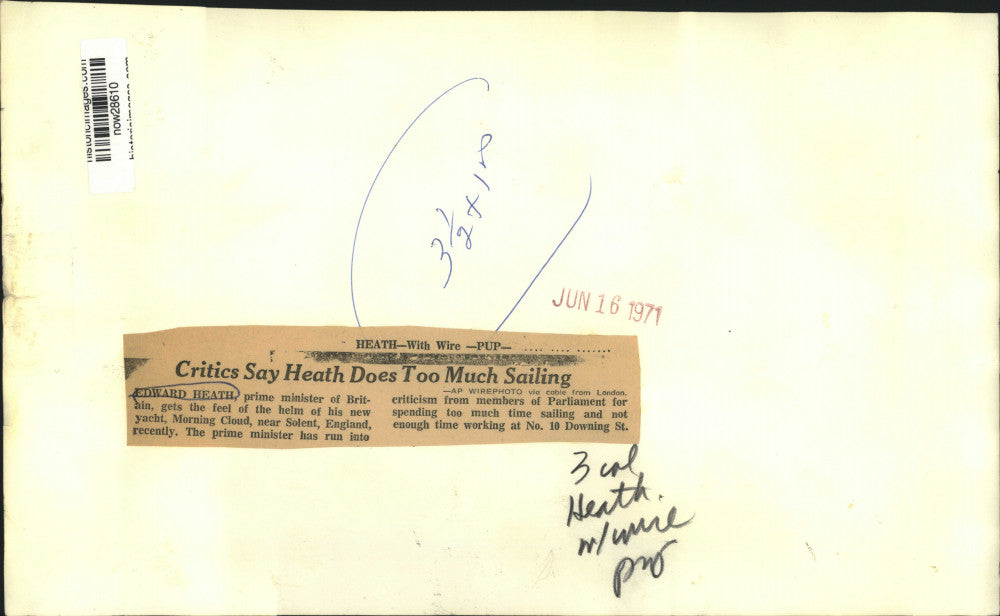 historicimages.com
now28610
historicimages.com
3 1/2 x 12
JUN 16 1971
HEATH—With Wire —PUP—
Critics Say Heath Does Too Much Sailing
—AP WIREPHOTO via cable from London.
EDWARD HEATH, prime minister of Brit-
ain, gets the feel of the helm of his new
yacht, Morning Cloud, near Solent, England,
recently. The prime minister has run into
criticism from members of Parliament for
spending too much time sailing and not
enough time working at No. 10 Downing St.
3 col
Heath.
w/wire